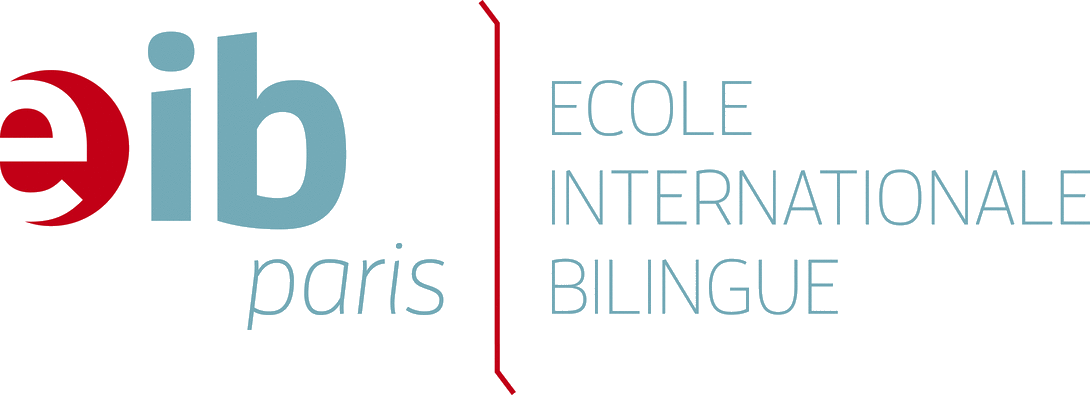 eib
paris
ECOLE
INTERNATIONALE
BILINGUE